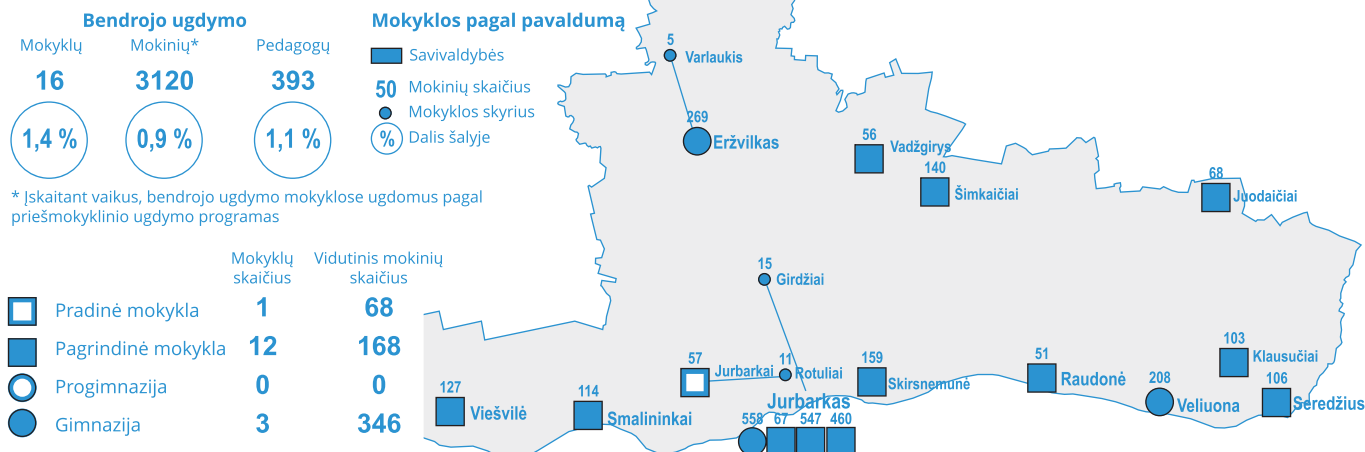 Bendrojo ugdymo
Mokyklų Mokinių* Pedagogų
16 3120 393
1,4 % 0,9 % 1,1 %
* Įskaitant vaikus, bendrojo ugdymo mokyklose ugdomus pagal
priešmokyklinio ugdymo programas
Mokyklos pagal pavaldumą
Savivaldybės
50 Mokinių skaičius
Mokyklos skyrius
% Dalis šalyje
Mokyklų Vidutinis mokinių
skaičius skaičius
Pradinė mokykla 1 68
Pagrindinė mokykla 12 168
Progimnazija 0 0
Gimnazija 3 346
5
Varlaukis
269
Eržvilkas
56
Vadžgirys
140
Šimkaičiai
68
Juodaičiai
15
Girdžiai
57
Jurbarkai
11
Rotuliai
159
Skirsnemunė
51
Raudonė
103
Klausučiai
106
Seredžius
208
Veliuona
127
Viešvilė
114
Smalininkai
Jurbarkas
558 67 547 460